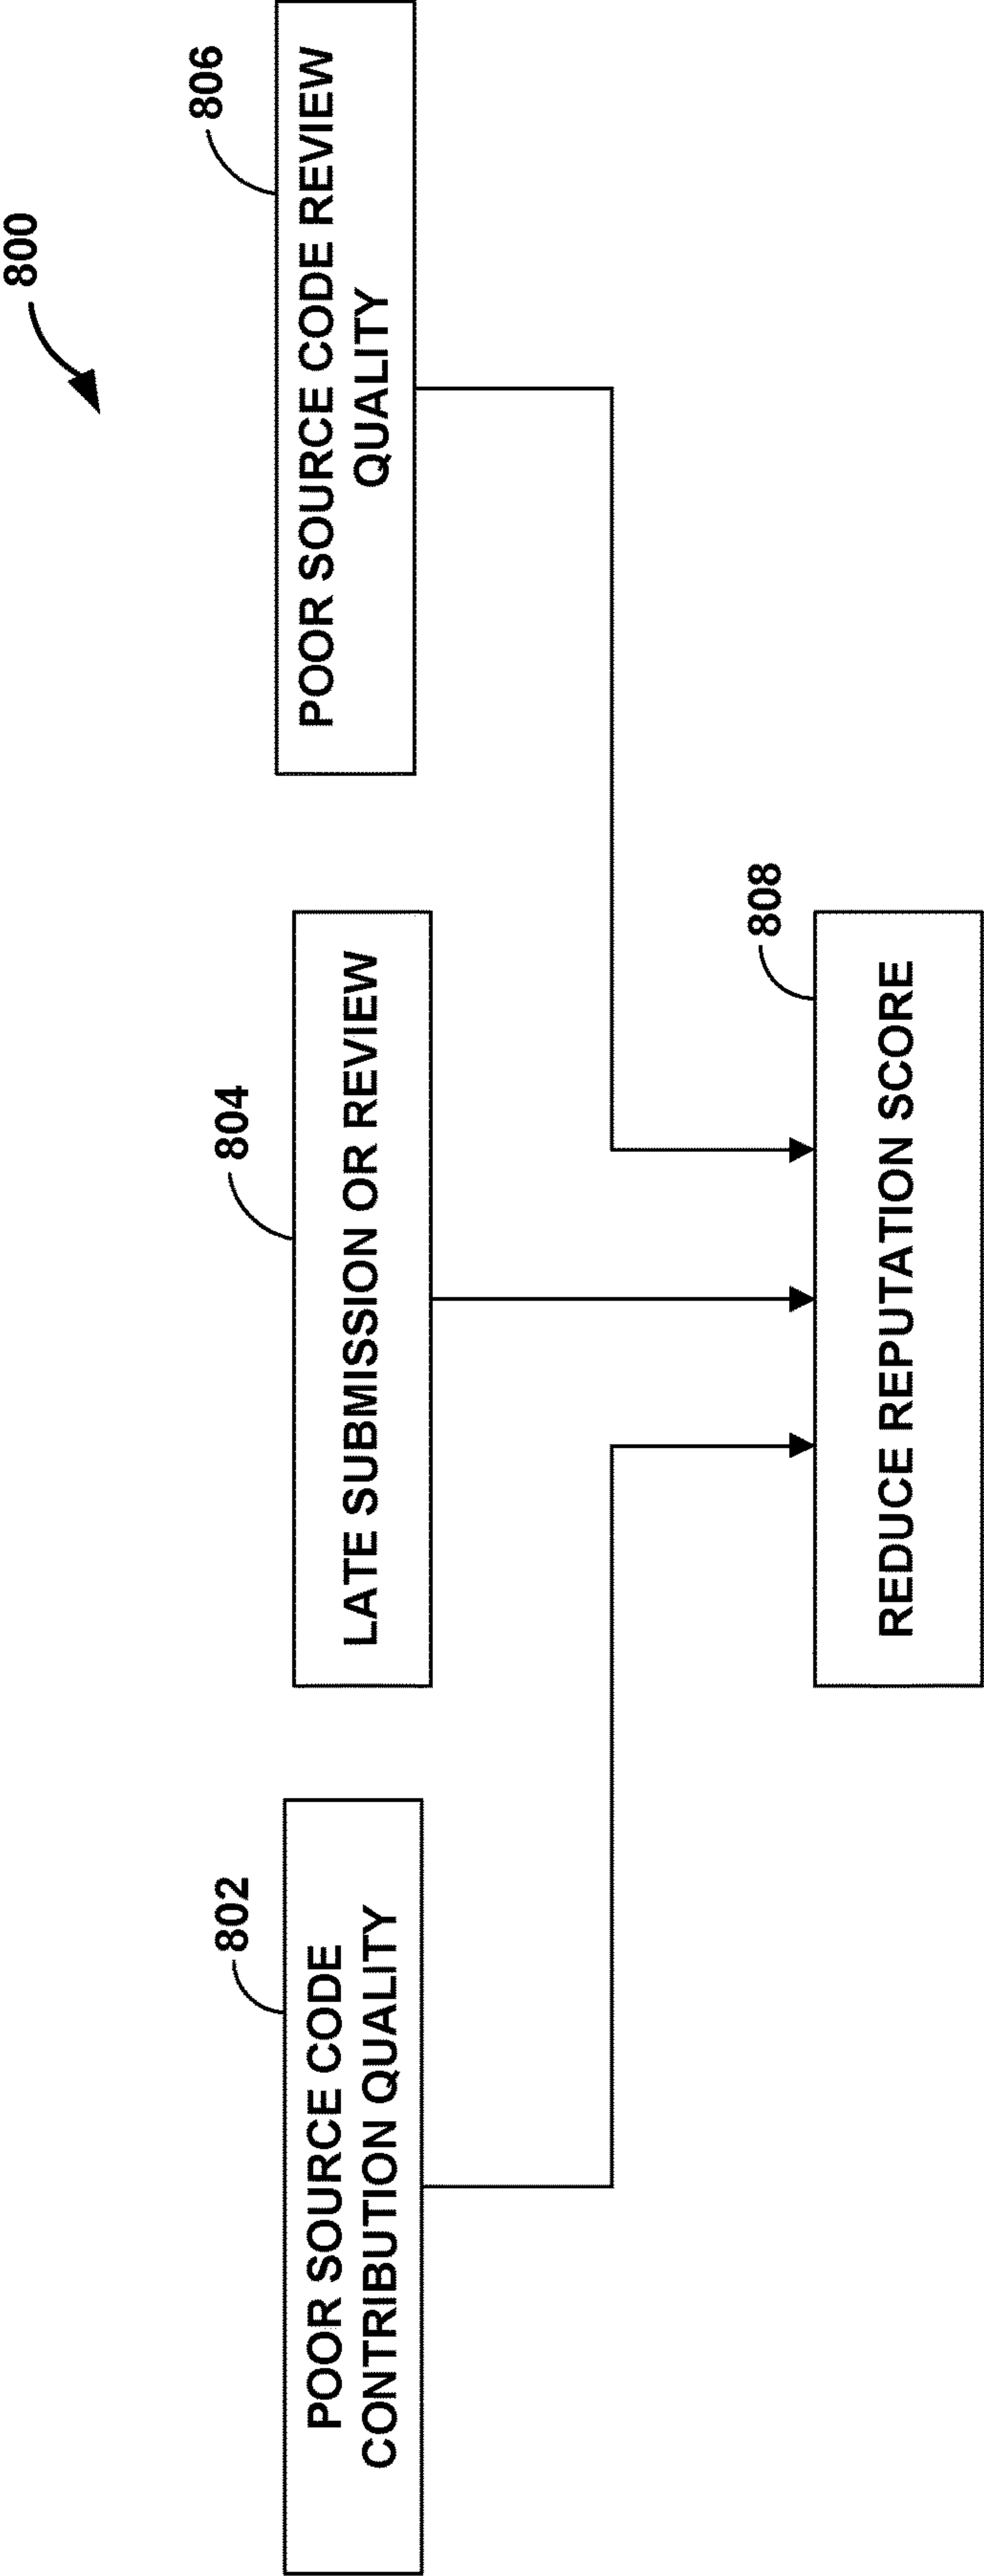 800
802
POOR SOURCE CODE
CONTRIBUTION QUALITY
804
LATE SUBMISSION OR REVIEW
806
POOR SOURCE CODE REVIEW
QUALITY
808
REDUCE REPUTATION SCORE